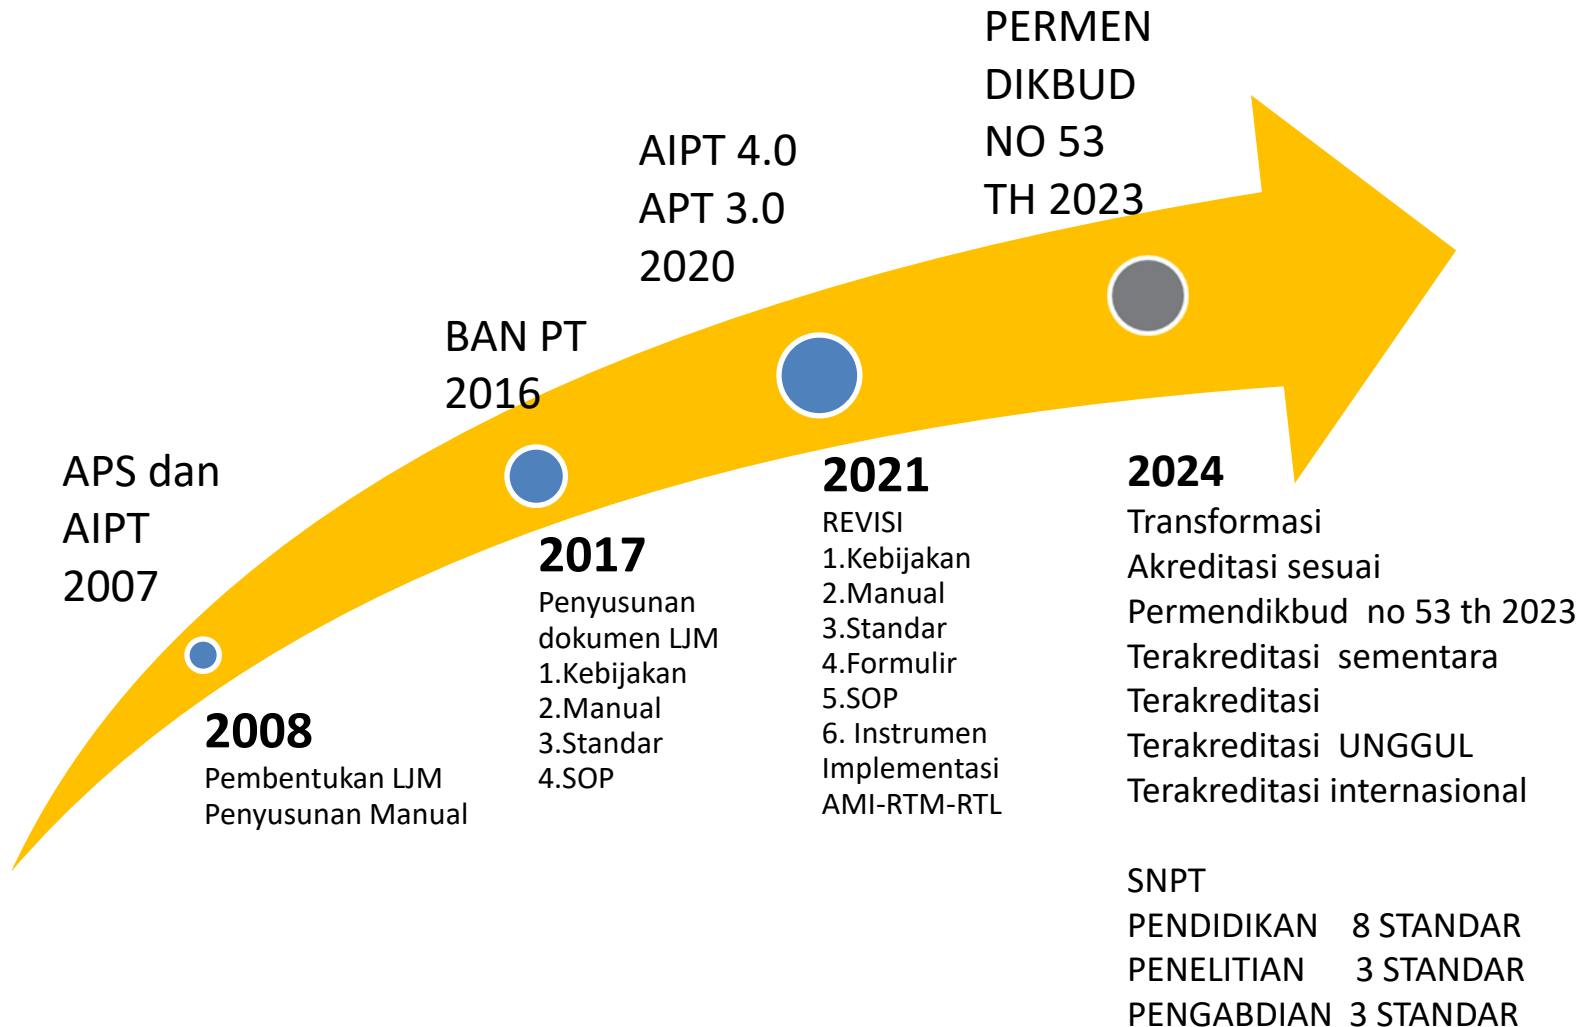 APS dan
AIPT
2007
2008
Pembentukan LJM
Penyusunan Manual
BAN PT
2016
2017
Penyusunan
dokumen LJM
1.Kebijakan
2.Manual
3.Standar
4.SOP
AIPT 4.0
APT 3.0
2020
2021
REVISI
1.Kebijakan
2.Manual
3.Standar
4.Formulir
5.SOP
6. Instrumen
Implementasi
AMI-RTM-RTL
PERMEN
DIKBUD
NO 53
TH 2023
2024
Transformasi
Akreditasi sesuai
Permendikbud no 53 th 2023
Terakreditasi sementara
Terakreditasi
Terakreditasi UNGGUL
Terakreditasi internasional
SNPT
PENDIDIKAN 8 STANDAR
PENELITIAN 3 STANDAR
PENGABDIAN 3 STANDAR